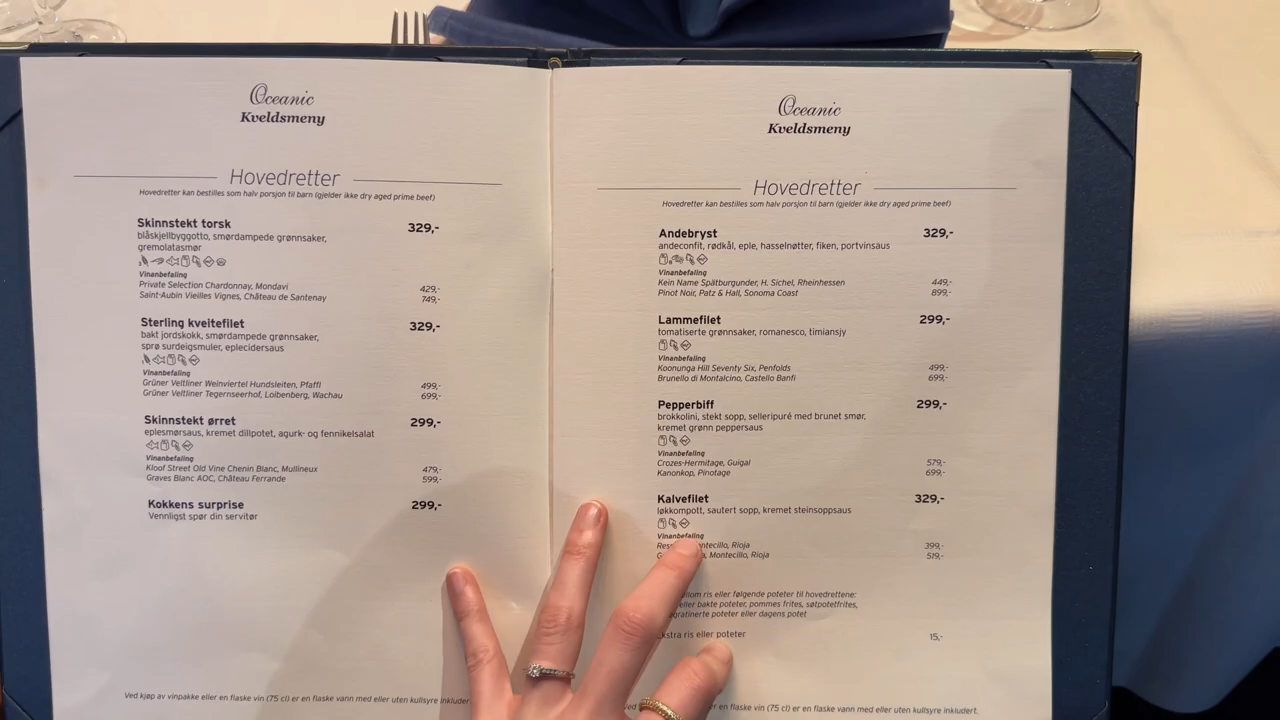 Oceanic
Kveldsmeny
Hovedretter
Hovedretter kan bestilles som halv porsjon til barn (gjelder ikke dry aged prime beef)
Skinnstekt torsk 329,-
blåskjellbyggotto, smørdampede grønnsaker,
gremolatasmør
Vinanbefaling
Private Selection Chardonnay, Mondavi 429,-
Saint-Aubin Vieilles Vignes, Château de Santenay 749,-
Sterling kveitefilet 329,-
bakt jordskokk, smørdampede grønnsaker,
sprø surdeigsmuler, eplecidersaus
Vinanbefaling
Grüner Veltliner Weinviertel Hundsleiten, Pfaffl 499,-
Grüner Veltliner Tegernseerhof, Loibenberg, Wachau 699,-
Skinnstekt ørret 299,-
eplesmørsaus, kremet dillpotet, agurk- og fennikelsalat
Vinanbefaling
Kloof Street Old Vine Chenin Blanc, Mullineux 479,-
Graves Blanc AOC, Château Ferrande 599,-
Kokkens surprise 299,-
Vennligst spør din servitør
Ved kjøp av vinpakke eller en flaske vin (75 cl) er en flaske vann med eller uten kullsyre inkluder
Oceanic
Kveldsmeny
Hovedretter
Hovedretter kan bestilles som halv porsjon til barn (gjelder ikke dry aged prime beef)
Andebryst 329,-
andeconfit, rødkål, eple, hasselnøtter, fiken, portvinsaus
Vinanbefaling
Kein Name Spätburgunder, H. Sichel, Rheinhessen 449,-
Pinot Noir, Patz & Hall, Sonoma Coast 899,-
Lammefilet 299,-
tomatiserte grønnsaker, romanesco, timiansjy
Vinanbefaling
Koonunga Hill Seventy Six, Penfolds 499,-
Brunello di Montalcino, Castello Banfi 699,-
Pepperbiff 299,-
brokkolini, stekt sopp, selleripuré med brunet smør,
kremet grønn peppersaus
Vinanbefaling
Crozes-Hermitage, Guigal 579,-
Kanonkop, Pinotage 699,-
Kalvefilet 329,-
løkkompott, sautert sopp, kremet steinsoppsaus
Vinanbefaling
Montecillo, Rioja 399,-
Montecillo, Rioja 519,-
ris eller følgende poteter til hovedrettene:
eller bakte poteter, pommes frites, søtpotetfrites,
gratinerte poteter eller dagens potet
Ekstra ris eller poteter 15,-
Ved er en flaske vann med eller uten kullsyre inkludert.